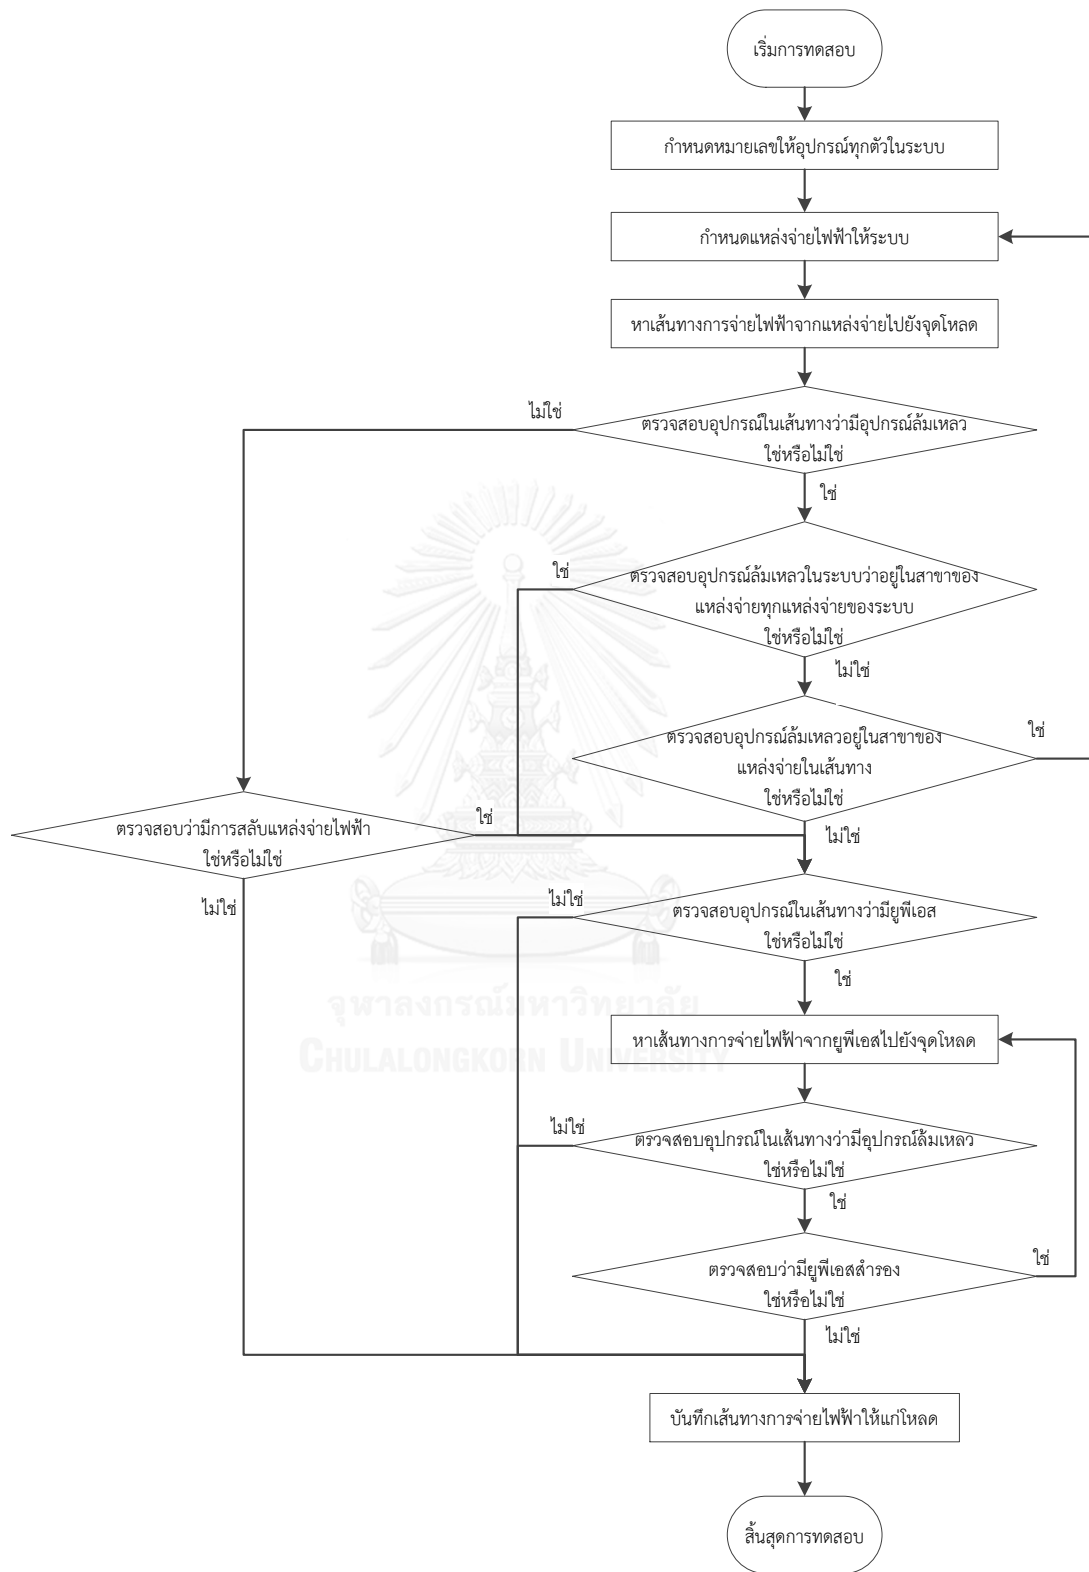 เริ่มการทดสอบ
กำหนดหมายเลขให้อุปกรณ์ทุกตัวในระบบ
กำหนดแหล่งจ่ายไฟฟ้าให้ระบบ
หาเส้นทางการจ่ายไฟฟ้าจากแหล่งจ่ายไปยังจุดโหลด
ไม่ใช่
ตรวจสอบอุปกรณ์ในเส้นทางว่ามีอุปกรณ์ล้มเหลว
ใช่หรือไม่ใช่
ใช่
ใช่
ตรวจสอบอุปกรณ์ล้มเหลวในระบบว่าอยู่ในสาขาของ
แหล่งจ่ายทุกแหล่งจ่ายของระบบ
ใช่หรือไม่ใช่
ไม่ใช่
ตรวจสอบอุปกรณ์ล้มเหลวอยู่ในสาขาของ
แหล่งจ่ายในเส้นทาง
ใช่หรือไม่ใช่
ใช่
ไม่ใช่
ตรวจสอบว่ามีการสลับแหล่งจ่ายไฟฟ้า
ใช่หรือไม่ใช่
ใช่
ไม่ใช่
ไม่ใช่
ตรวจสอบอุปกรณ์ในเส้นทางว่ามียูพีเอส
ใช่หรือไม่ใช่
ใช่
จุฬาลงกรณ์มหาวิทยาลัย
CHULALONGKORN UNIVERSITY
หาเส้นทางการจ่ายไฟฟ้าจากยูพีเอสไปยังจุดโหลด
ไม่ใช่
ตรวจสอบอุปกรณ์ในเส้นทางว่ามีอุปกรณ์ล้มเหลว
ใช่หรือไม่ใช่
ใช่
ตรวจสอบว่ามียูพีเอสสำรอง
ใช่หรือไม่ใช่
ใช่
ไม่ใช่
บันทึกเส้นทางการจ่ายไฟฟ้าให้แก่โหลด
สิ้นสุดการทดสอบ